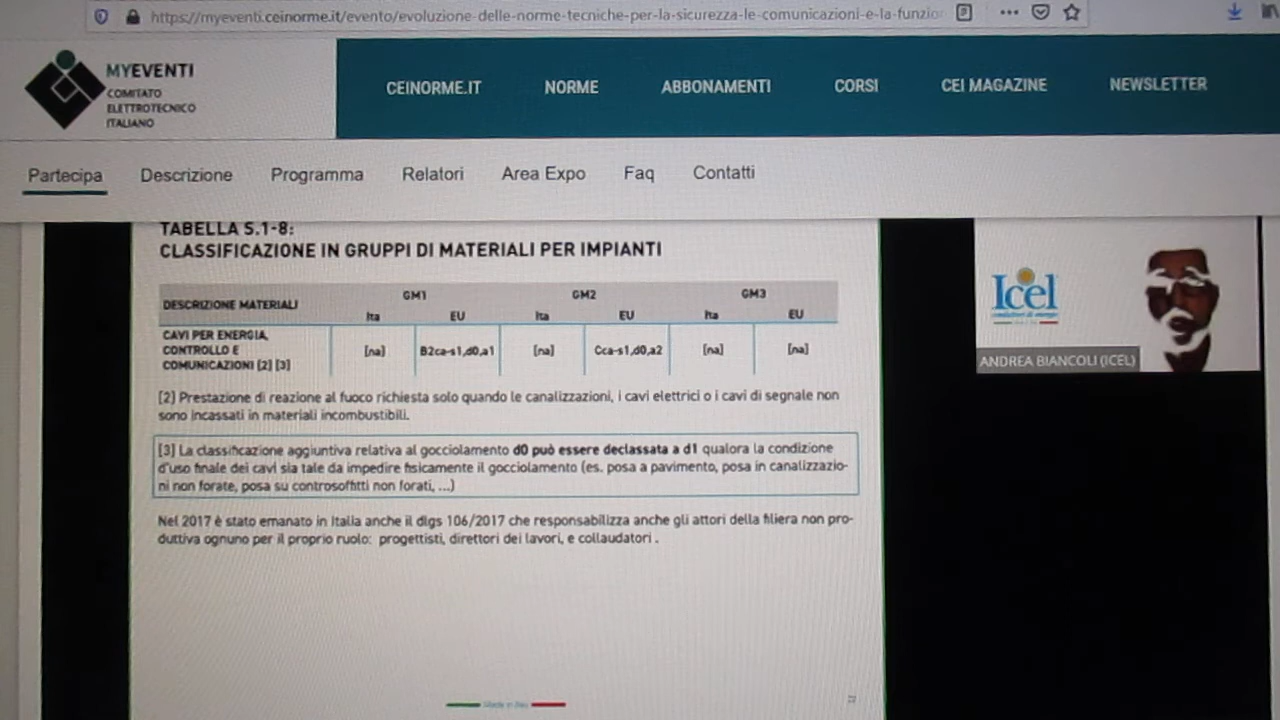 https://myeventi.ceinorme.it/evento/evoluzione-delle-norme-tecniche-per-la-sicurezza-le-comunicazioni-e-la-funzio
MYEVENTI
COMITATO
ELETTROTECNICO
ITALIANO
CEINORME.IT NORME ABBONAMENTI CORSI CEI MAGAZINE NEWSLETTER
Partecipa Descrizione Programma Relatori Area Expo Faq Contatti
TABELLA S.1-8:
CLASSIFICAZIONE IN GRUPPI DI MATERIALI PER IMPIANTI
DESCRIZIONE MATERIALI GM1 GM2 GM3
Ita EU Ita EU Ita EU
CAVI PER ENERGIA,
CONTROLLO E
COMUNICAZIONI [2] [3]
[na] B2ca-s1,d0,a1 [na] Cca-s1,d0,a2 [na] [na]
[2] Prestazione di reazione al fuoco richiesta solo quando le canalizzazioni, i cavi elettrici o i cavi di segnale non
sono incassati in materiali incombustibili.
[3] La classificazione aggiuntiva relativa al gocciolamento d0 può essere declassata a d1 qualora la condizione
d'uso finale dei cavi sia tale da impedire fisicamente il gocciolamento (es. posa a pavimento, posa in canalizzazio-
ni non forate, posa su controsoffitti non forati, ...)
Nel 2017 è stato emanato in Italia anche il dlgs 106/2017 che responsabilizza anche gli attori della filiera non pro-
duttiva ognuno per il proprio ruolo: progettisti, direttori dei lavori, e collaudatori .
Made in Italy
Icel
conduttori di energia
ANDREA BIANCOLI (ICEL)